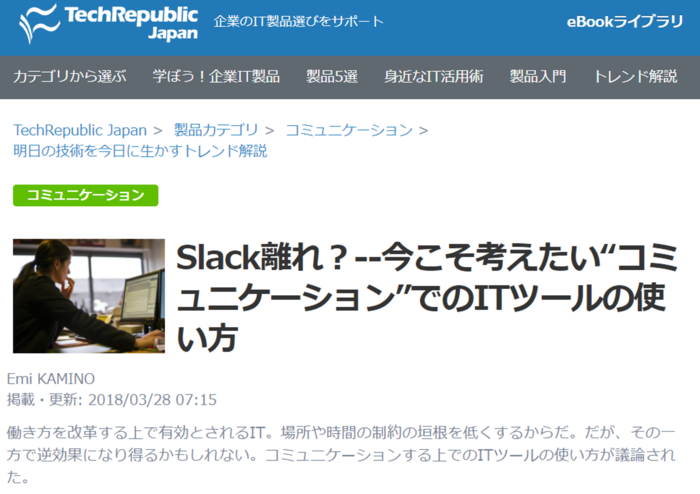 TechRepublic
Japan
企業のIT製品選びをサポート
eBookライブラリ
カテゴリから選ぶ 学ぼう！企業IT製品 製品5選 身近なIT活用術 製品入門 トレンド解説
TechRepublic Japan > 製品カテゴリ > コミュニケーション >
明日の技術を今日に生かすトレンド解説
コミュニケーション
Slack離れ？--今こそ考えたい“コミ
ュニケーション”でのITツールの使
い方
Emi KAMINO
掲載・更新: 2018/03/28 07:15
働き方を改革する上で有効とされるIT。場所や時間の制約の垣根を低くするからだ。だが、その一
方で逆効果になり得るかもしれない。コミュニケーションする上でのITツールの使い方が議論され
た。